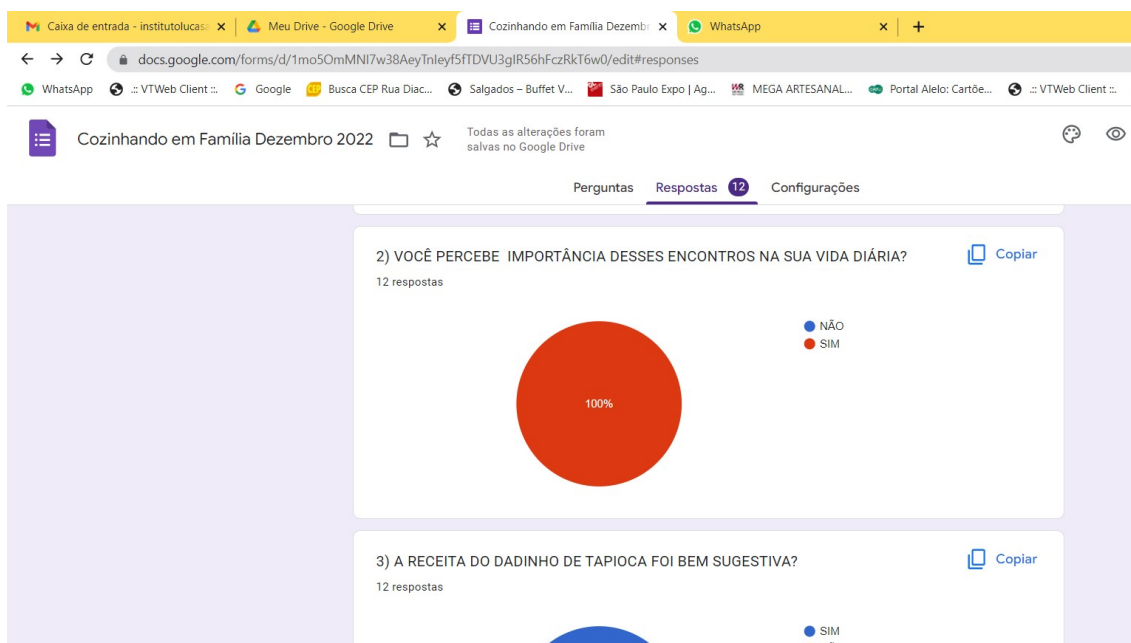 Caixa de entrada - institutolucasa
Meu Drive - Google Drive
Cozinhando em Família Dezembr
WhatsApp
docs.google.com/forms/d/1mo5OmMNI7w38AeyTnIeyf5fTDVU3gIR56hFczRkT6w0/edit#responses
WhatsApp
.:: VTWeb Client ::.
Google
Busca CEP Rua Diac...
Salgados – Buffet V...
São Paulo Expo | Ag...
MEGA ARTESANAL...
Portal Alelo: Cartõe...
.:: VTWeb Client ::.
Cozinhando em Família Dezembro 2022
Todas as alterações foram
salvas no Google Drive
Perguntas
Respostas 12
Configurações
2) VOCÊ PERCEBE IMPORTÂNCIA DESSES ENCONTROS NA SUA VIDA DIÁRIA?
Copiar
12 respostas
NÃO
SIM
100%
3) A RECEITA DO DADINHO DE TAPIOCA FOI BEM SUGESTIVA?
Copiar
12 respostas
SIM